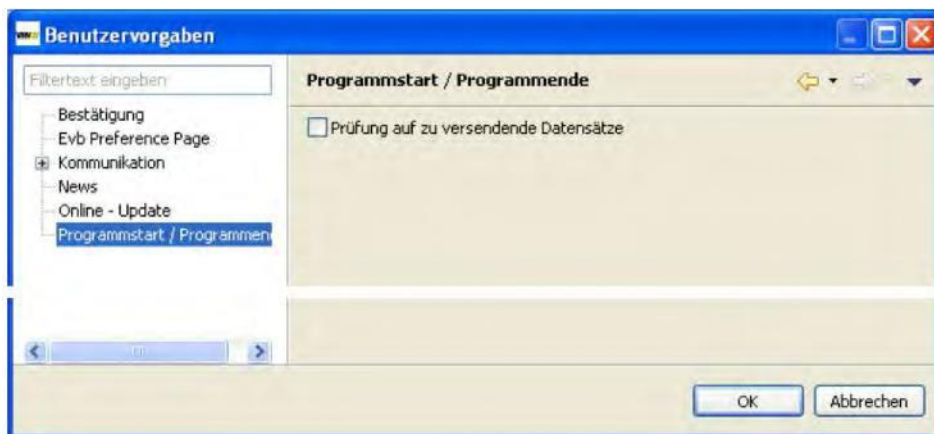 Benutzervorgaben
Filtertext eingeben
Programmstart / Programmende
Bestätigung
Prüfung auf zu versendende Datensätze
Evb Preference Page
Kommunikation
News
Online - Update
Programmstart / Programmen
OK
Abbrechen